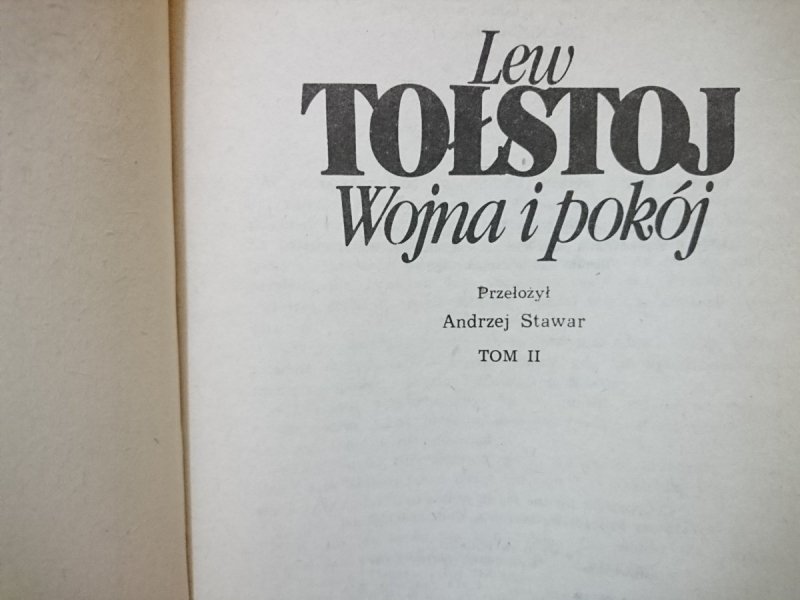 Lew
TOŁSTOJ
Wojna i pokój
Przełożył
Andrzej Stawar
TOM II